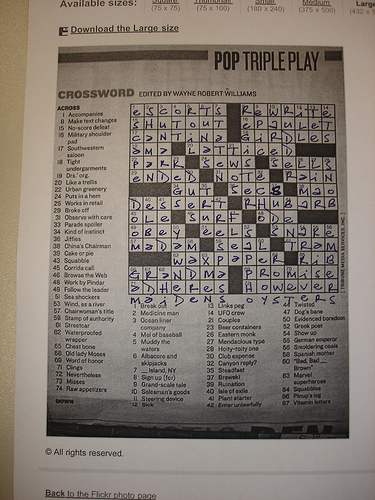 Available sizes:
Square
Thumbnail
Small
Medium
Large
(75 x 75)
(75 x 100)
(180 x 240)
(375 x 500)
Download the Large size
POP TRIPLE PLAY
CROSSWORD EDITED BY WAYNE ROBERT WILLIAMS
ACROSS
1 Accompanies
8 Make text changes
15 No-score defeat
16 Military shoulder
pad
17 Southwestern
saloon
18 Tight
undergarments
19 Drs.' org.
20 Like a trellis
22 Urban greenery
24 Puts in a hem
25 Wants in retail
29 Broke off
31 Observe with care
33 Parade spoiler
34 Kind of instinct
36 Jiffies
38 China's Chairman
39 Cake or pie
43 Squabble
45 Corrida call
46 Browse the Web
48 Work by Pindar
49 Follow the leader
51 Sea shockers
53 Wind, as a river
57 Chairwoman's title
59 Stamp of authority
61 Streetcar
62 Waterproofed
wrapper
65 Chest bone
68 Old lady Moses
69 Word of honor
71 Clings
72 Nevertheless
73 Misses
74 Raw appetizers
DOWN
1 Break out
2 Medicine man
3 Ocean liner
company
4 Mel of baseball
5 Muddy the
waters
6 Albacore and
skipjacks
7 __ Island, NY
8 Sign up (for)
9 Grand-scale tale
10 Salesman's goods
11 Steering device
12 Sick
13 Links peg
14 UFO crew
21 Couples
23 Beer containers
26 Eastern monk
27 Mendacious type
28 Hoity-toity one
30 Club expense
32 Canyon reply?
35 Steadfast
37 Brewski
39 Ruination
40 Isle of exile
41 Plant starter
42 Enter unlawfully
44 Twisted
47 Dog's bane
50 Evidenced boredom
52 Greek poet
54 Show up
55 German emperor
56 Smoldering coals
58 Spanish mother
60 "Bad, Bad __
Brown"
63 Marvel
superheroes
64 Squabbles
66 Pinup's leg
67 Vitamin letters
ESCORTS REWRITE
SHUTOUT EPAULET
CANTINA GIRDLES
AMA LATTICED
PARK SEWS
ENDED NOTE RAIN
GUT SECS MAO
DESSERT RHUBARB
OLE SURF ODE
OBEY EELS SNAKE
MADAM SEAL TRAM
WAXPAPER RIB
GRANDMA PROMISE
ADHERES HOWEVER
MAIDENS OYSTERS
TRIBUNE MEDIA SERVICES, INC.
© All rights reserved.
Back to the Flickr photo page